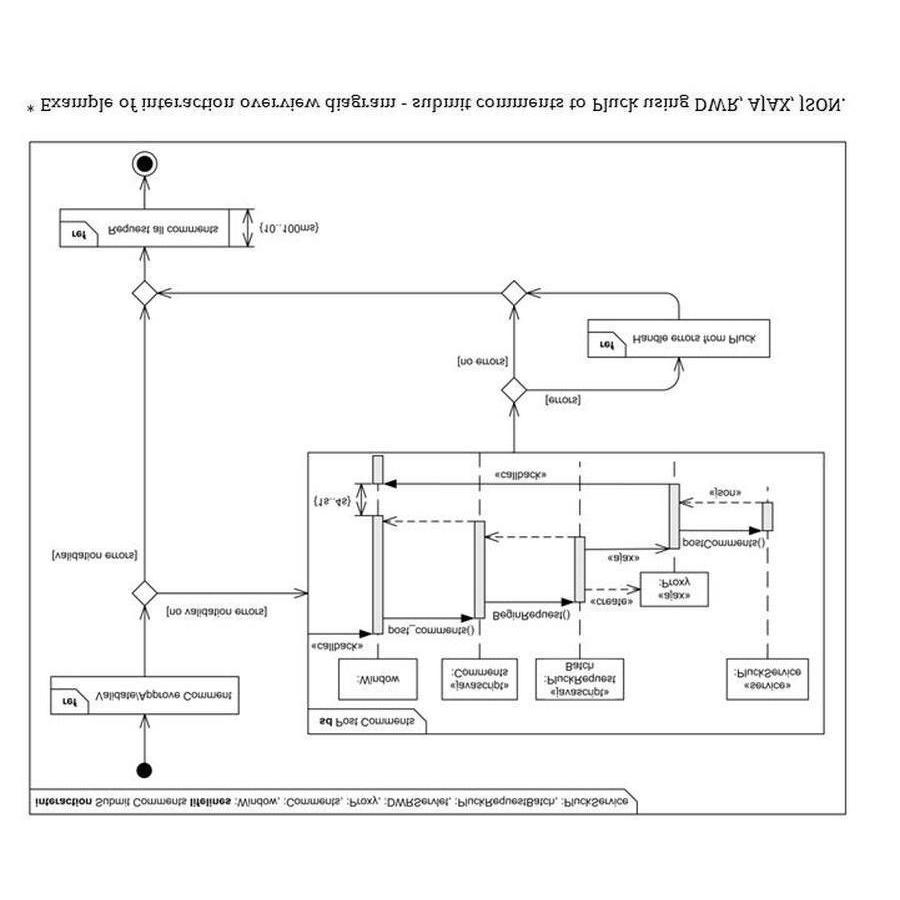 interaction Submit Comments lifelines :Window, :Comments, :Proxy, :DWRServlet, :PluckRequestBatch, :PluckService
ref
Validate/Approve Comment
[no validation errors]
[validation errors]
sd Post Comments
:Window
«javascript»
:Comments
«javascript»
:PluckRequest
Batch
«service»
:PluckService
«callback»
post_comments()
BeginRequest()
«create»
«ajax»
:Proxy
«ajax»
postComments()
{1s..4s}
«json»
«callback»
[errors]
[no errors]
ref
Handle errors from Pluck
ref
Request all comments
{10..100ms}
* Example of interaction overview diagram - submit comments to Pluck using DWR, AJAX, JSON.